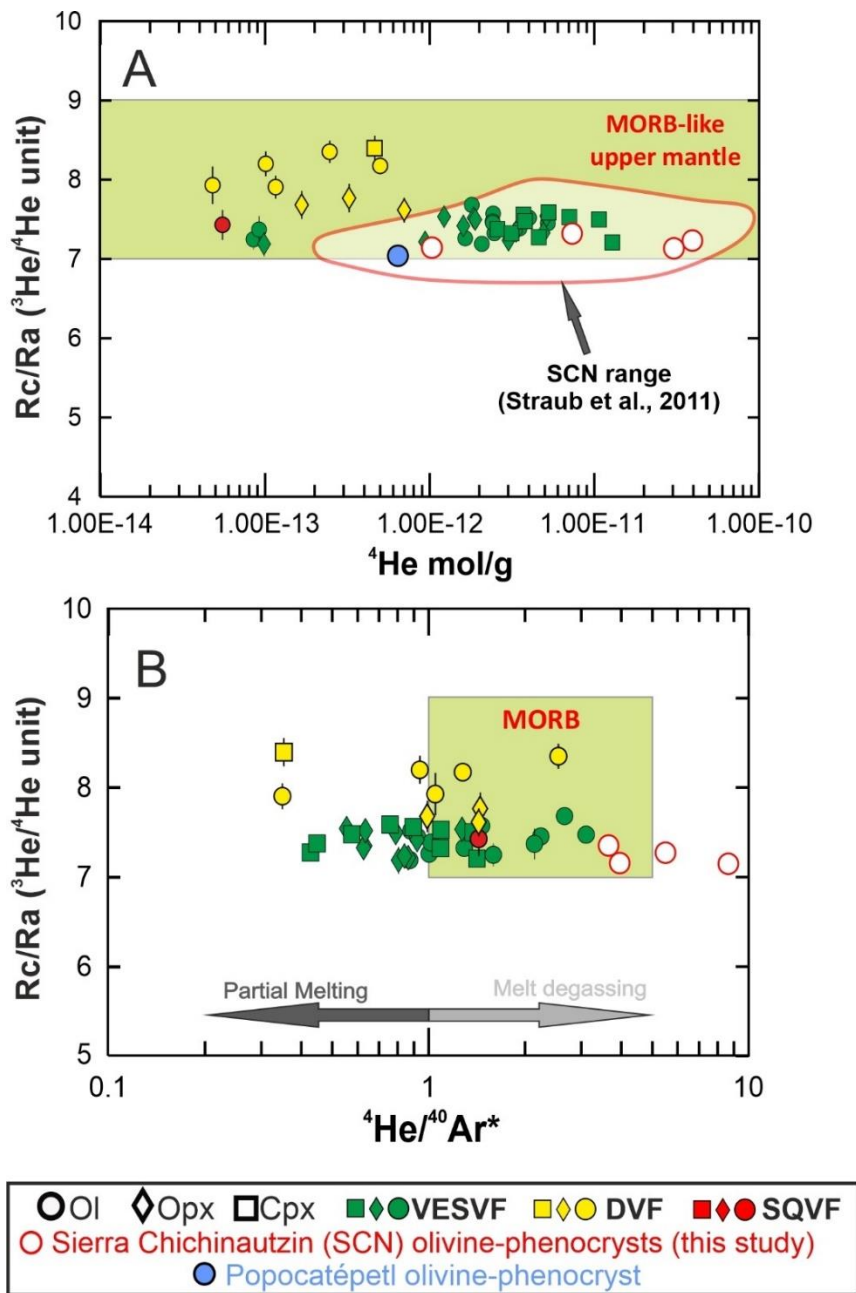 A
10
9
8
7
6
5
4
Rc/Ra (³He/⁴He unit)
MORB-like
upper mantle
SCN range
(Straub et al., 2011)
1.00E-14 1.00E-13 1.00E-12 1.00E-11 1.00E-10
⁴He mol/g
B
10
9
8
7
6
5
Rc/Ra (³He/⁴He unit)
MORB
Partial Melting Melt degassing
0.1 1 10
⁴He/⁴⁰Ar*
Ol Opx Cpx VESVF DVF SQVF
Sierra Chichinautzin (SCN) olivine-phenocrysts (this study)
Popocatépetl olivine-phenocryst